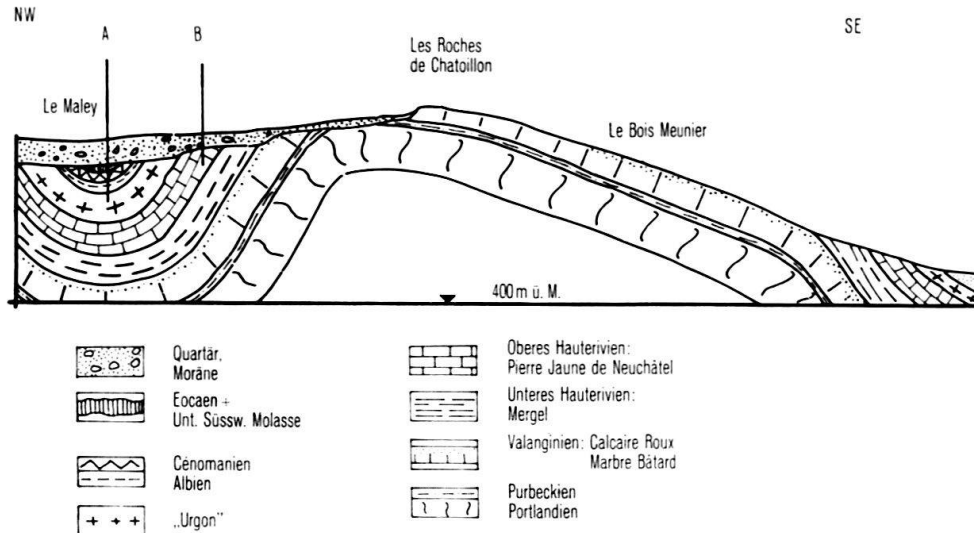 NW
SE
A
B
Les Roches
de Chatoillon
Le Maley
Le Bois Meunier
400 m ü. M.
Quartär,
Moräne
Eocaen +
Unt. Süssw. Molasse
Cénomanien
Albien
„Urgon"
Oberes Hauterivien:
Pierre Jaune de Neuchâtel
Unteres Hauterivien:
Mergel
Valanginien: Calcaire Roux
Marbre Bâtard
Purbeckien
Portlandien